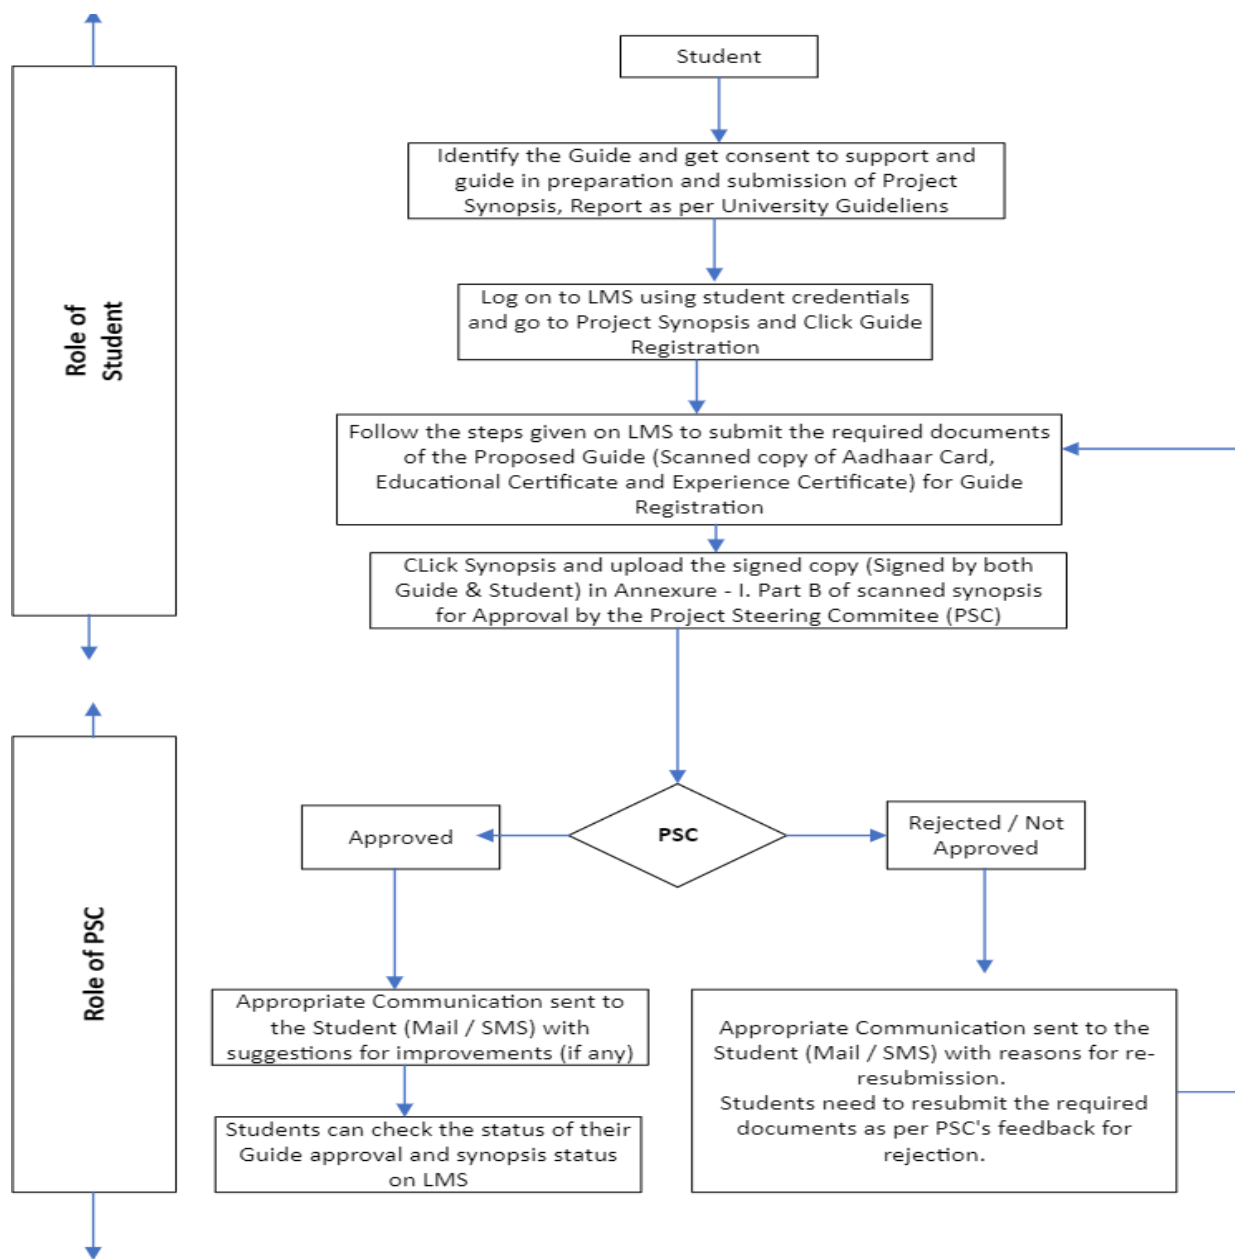 Student
Identify the Guide and get consent to support and
guide in preparation and submission of Project
Synopsis, Report as per University Guideliens
Log on to LMS using student credentials
and go to Project Synopsis and Click Guide
Registration
Role of
Student
Follow the steps given on LMS to submit the required documents
of the Proposed Guide (Scanned copy of Aadhaar Card,
Educational Certificate and Experience Certificate) for Guide
Registration
CLick Synopsis and upload the signed copy (Signed by both
Guide & Student) in Annexure - I. Part B of scanned synopsis
for Approval by the Project Steering Commitee (PSC)
Approved
PSC
Rejected / Not
Approved
Role of PSC
Appropriate Communication sent to
the Student (Mail / SMS) with
suggestions for improvements (if any)
Students can check the status of their
Guide approval and synopsis status
on LMS
Appropriate Communication sent to the
Student (Mail / SMS) with reasons for re-
resubmission.
Students need to resubmit the required
documents as per PSC's feedback for
rejection.